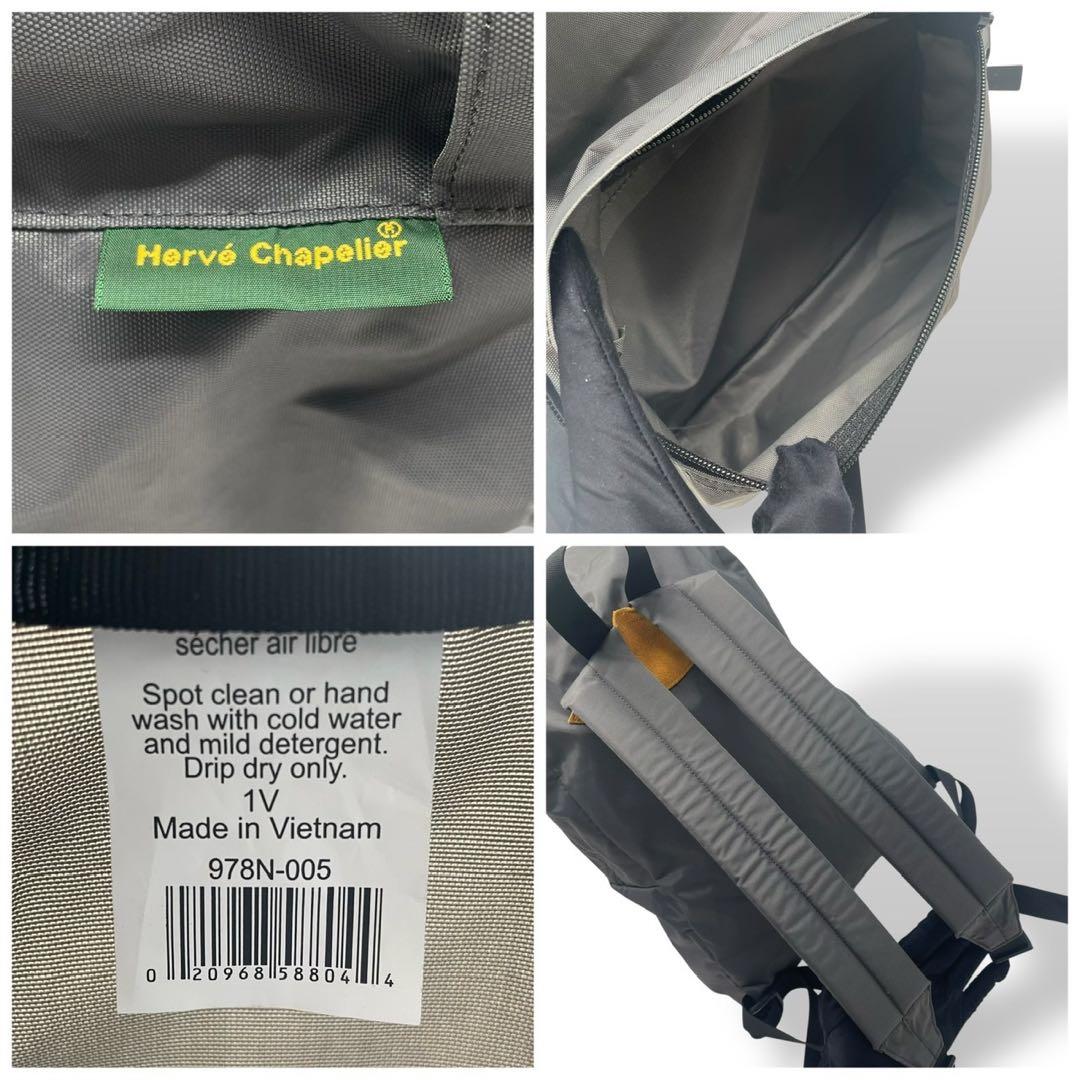 Hervé Chapelier
sécher air libre
Spot clean or hand
wash with cold water
and mild detergent.
Drip dry only.
1V
Made in Vietnam
978N-005
0 20968 58804 4